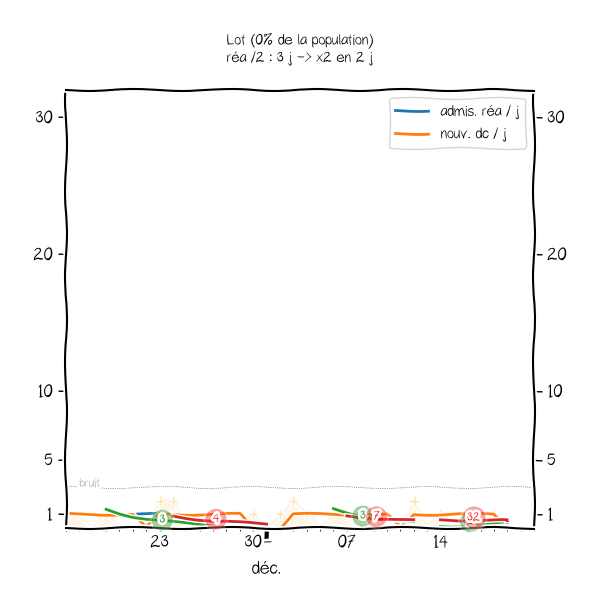 Lot (0% de la population)
réa /2 : 3 j -> x2 en 2 j
admis. réa / j
nouv. dc / j
30 30
20 20
10 10
5 5
bruit
1 1
3 4 3 7 32
23 30 07 14
déc.